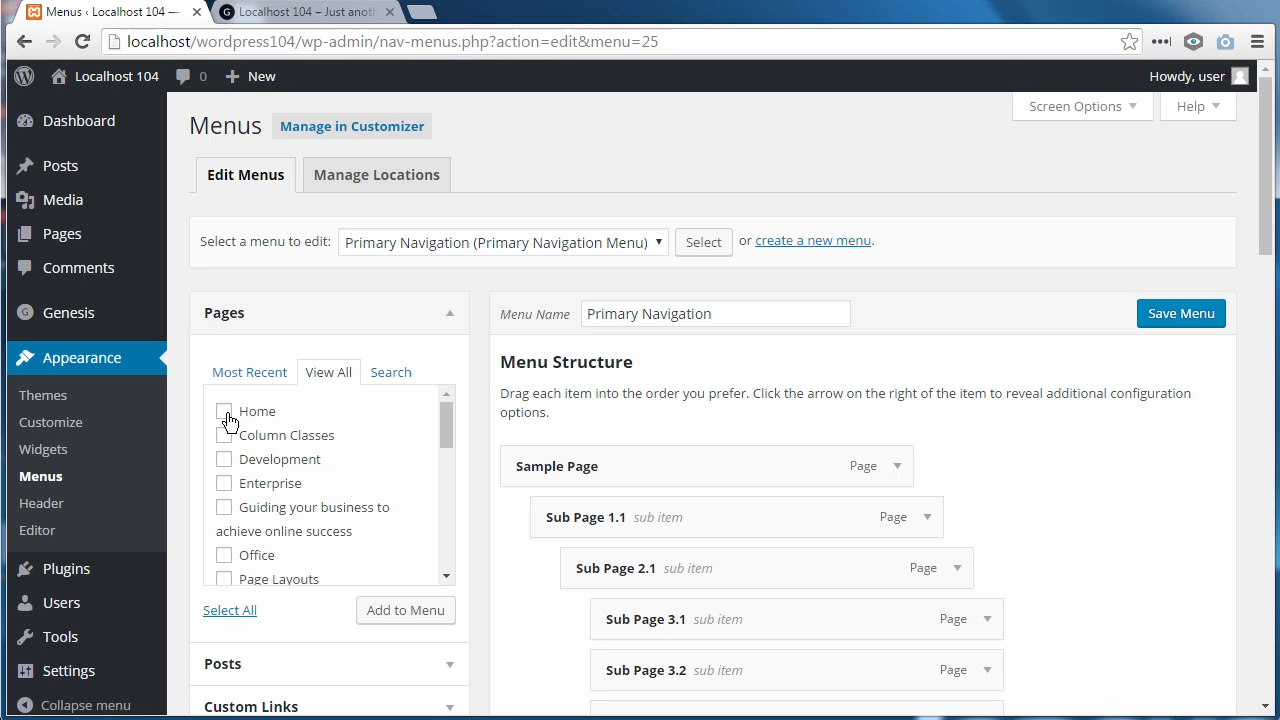 Menus ‹ Localhost 104 —
Localhost 104 – Just anoth
localhost/wordpress104/wp-admin/nav-menus.php?action=edit&menu=25
Localhost 104
0
New
Howdy, user
Dashboard
Posts
Media
Pages
Comments
Genesis
Appearance
Themes
Customize
Widgets
Menus
Header
Editor
Plugins
Users
Tools
Settings
Collapse menu
Screen Options
Help
Menus
Manage in Customizer
Edit Menus
Manage Locations
Select a menu to edit:
Primary Navigation (Primary Navigation Menu)
Select
or create a new menu.
Pages
Most Recent
View All
Search
Home
Column Classes
Development
Enterprise
Guiding your business to
achieve online success
Office
Page Layouts
Select All
Add to Menu
Posts
Custom Links
Menu Name
Primary Navigation
Save Menu
Menu Structure
Drag each item into the order you prefer. Click the arrow on the right of the item to reveal additional configuration
options.
Sample Page
Page
Sub Page 1.1 sub item
Page
Sub Page 2.1 sub item
Page
Sub Page 3.1 sub item
Page
Sub Page 3.2 sub item
Page